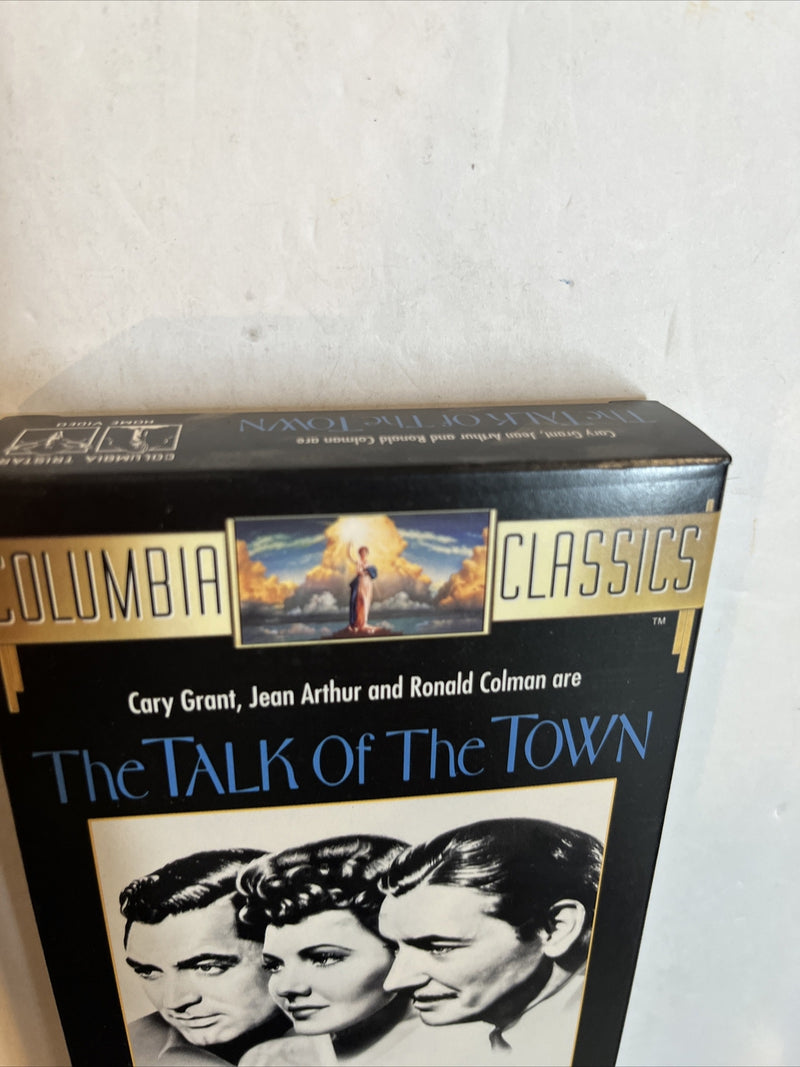 COLUMBIA TRISTAR
HOME VIDEO
The TALK Of The TOWN
Cary Grant, Jean Arthur and Ronald Colman are
COLUMBIA CLASSICS
TM
Cary Grant, Jean Arthur and Ronald Colman are
The TALK Of The TOWN